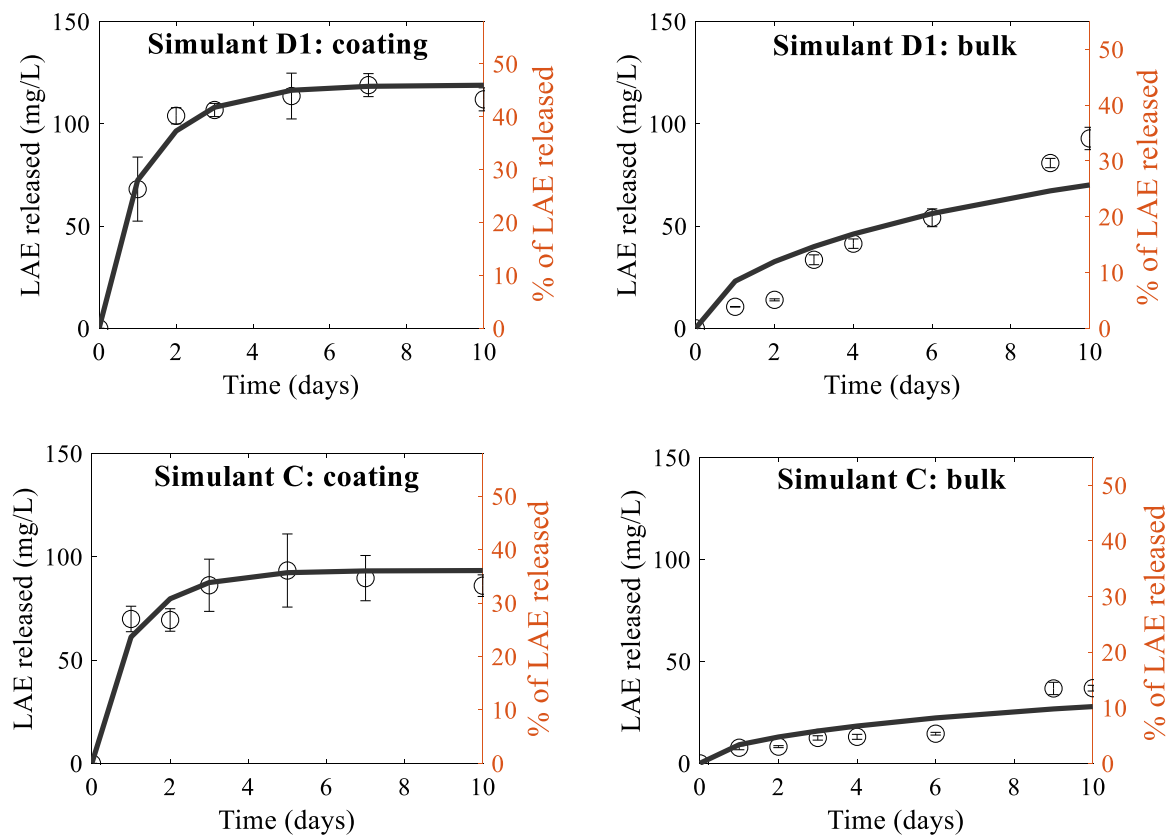 Simulant D1: coating
LAE released (mg/L)
150
100
50
0
% of LAE released
50
40
30
20
10
0
0 2 4 6 8 10
Time (days)
Simulant D1: bulk
LAE released (mg/L)
150
100
50
0
% of LAE released
50
40
30
20
10
0
0 2 4 6 8 10
Time (days)
Simulant C: coating
LAE released (mg/L)
150
100
50
0
% of LAE released
50
40
30
20
10
0
0 2 4 6 8 10
Time (days)
Simulant C: bulk
LAE released (mg/L)
150
100
50
0
% of LAE released
50
40
30
20
10
0
0 2 4 6 8 10
Time (days)